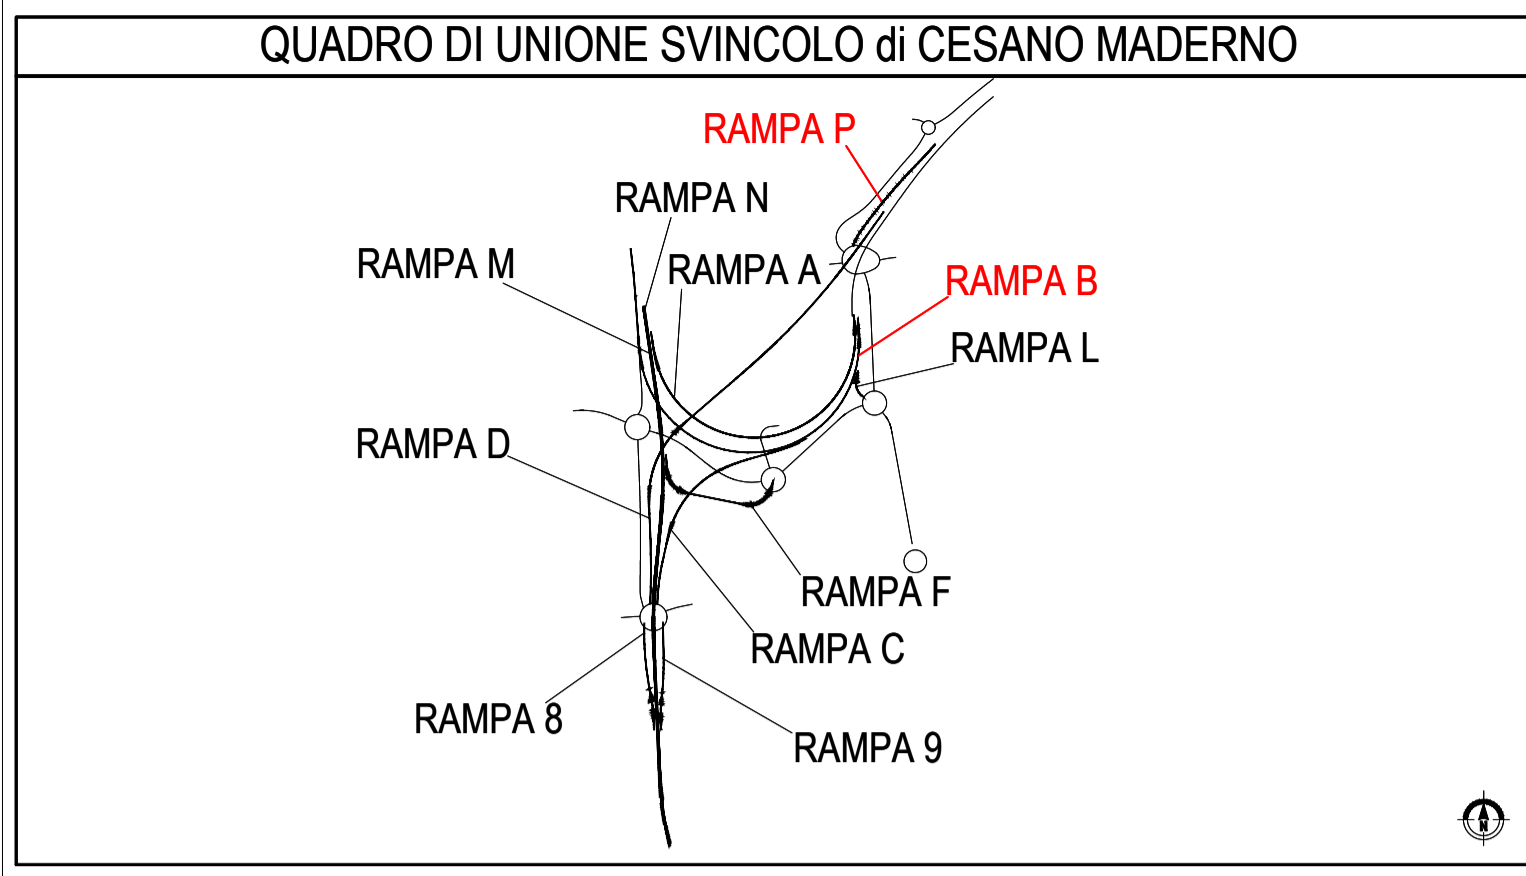 QUADRO DI UNIONE SVINCOLO di CESANO MADERNO
RAMPA P
RAMPA N
RAMPA M
RAMPA A
RAMPA B
RAMPA L
RAMPA D
RAMPA F
RAMPA C
RAMPA 8
RAMPA 9
N